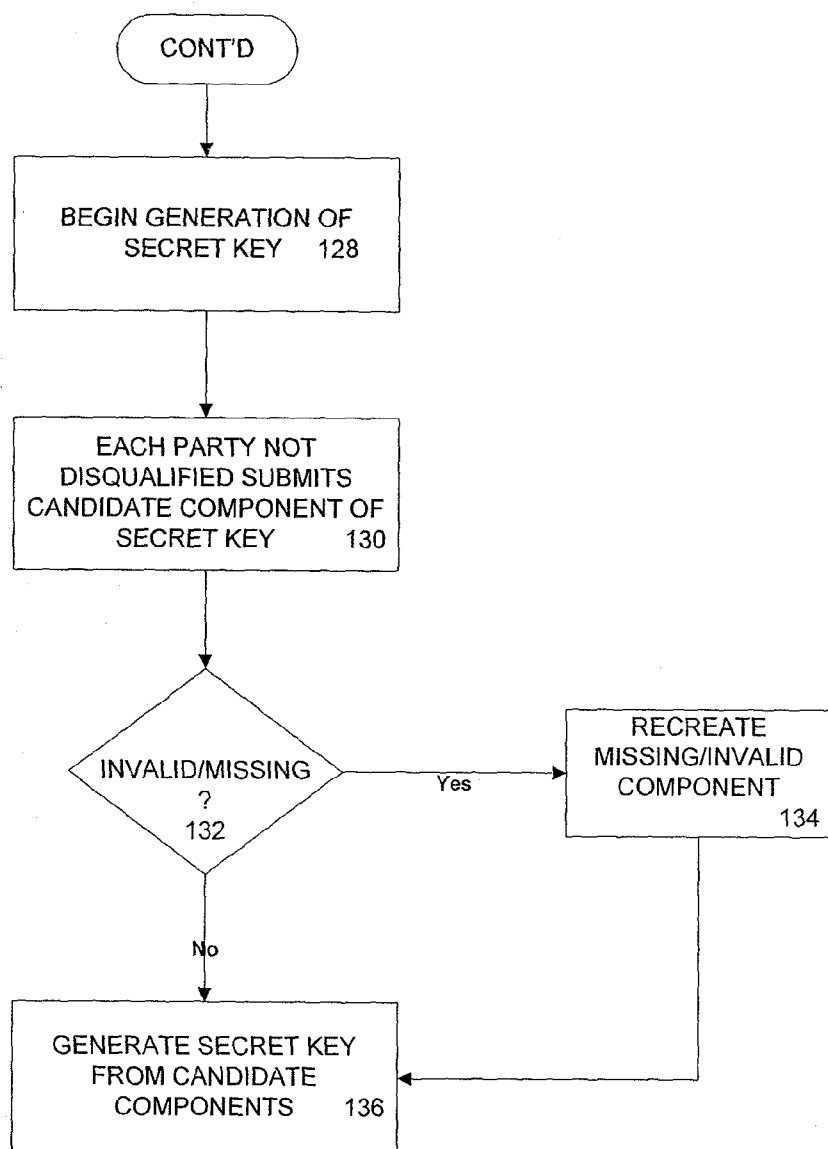 CONT'D
BEGIN GENERATION OF
SECRET KEY 128
EACH PARTY NOT
DISQUALIFIED SUBMITS
CANDIDATE COMPONENT OF
SECRET KEY 130
INVALID/MISSING
?
132
Yes
RECREATE
MISSING/INVALID
COMPONENT
134
No
GENERATE SECRET KEY
FROM CANDIDATE
COMPONENTS 136